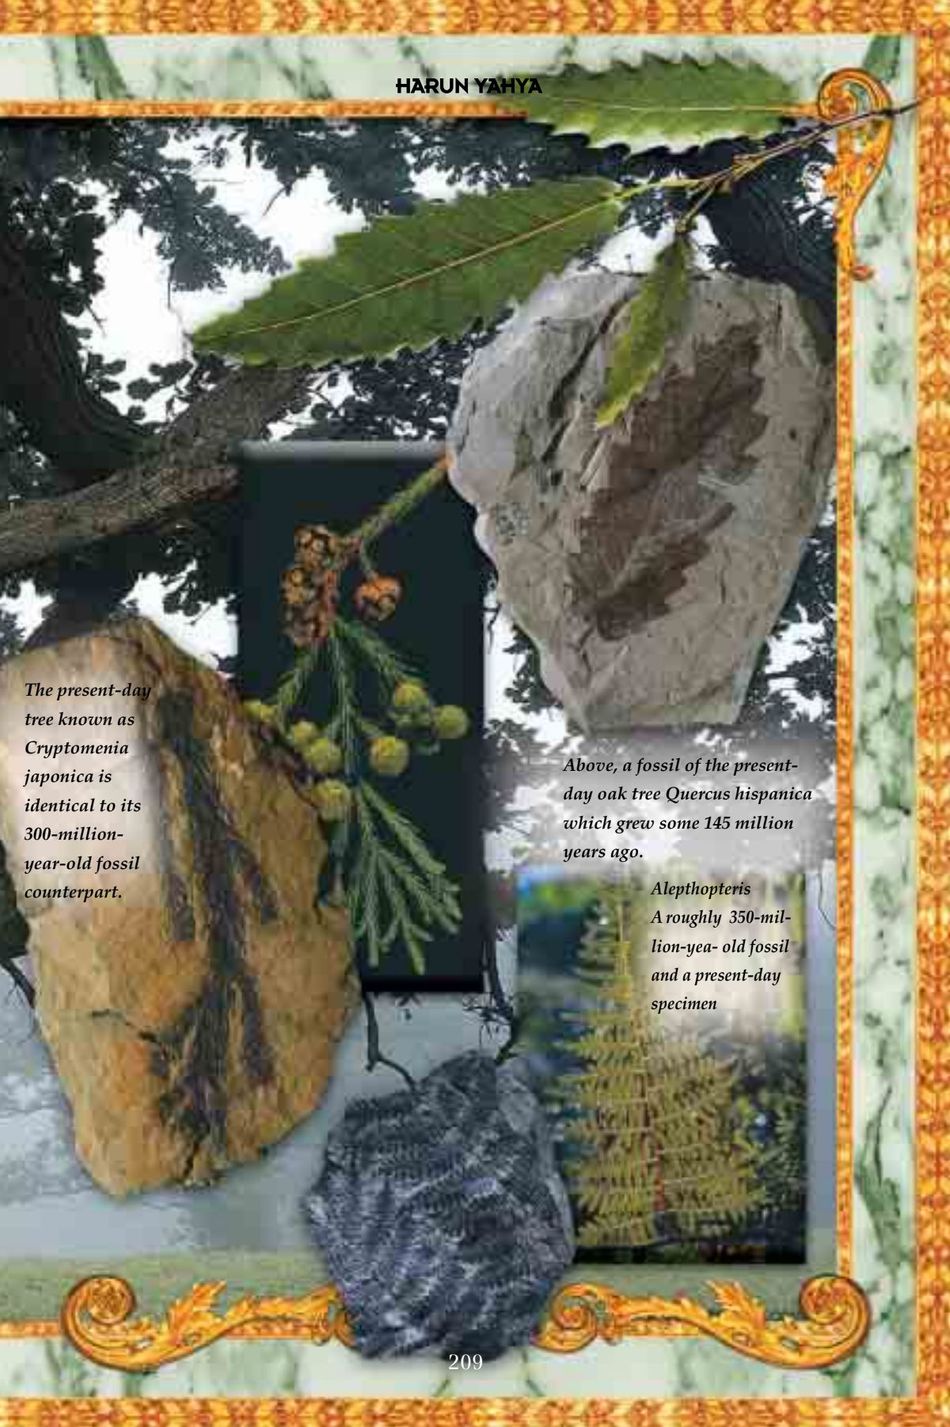 HARUN YAHYA
The present-day
tree known as
Cryptomenia
japonica is
identical to its
300-million-
year-old fossil
counterpart.
Above, a fossil of the present-
day oak tree Quercus hispanica
which grew some 145 million
years ago.
Alepthopteris
A roughly 350-mil-
lion-yea- old fossil
and a present-day
specimen
209